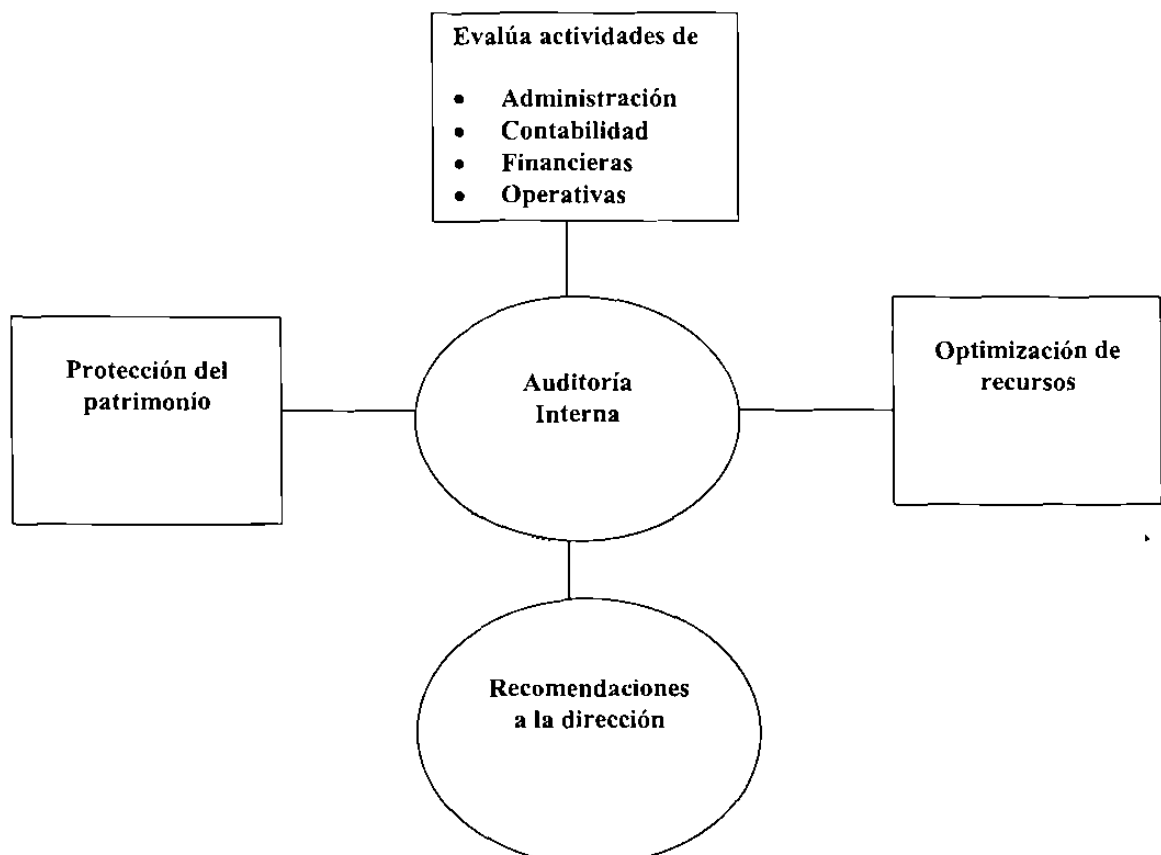 Evalúa actividades de
• Administración
• Contabilidad
• Financieras
• Operativas
Protección del
patrimonio
Auditoría
Interna
Optimización de
recursos
Recomendaciones
a la dirección